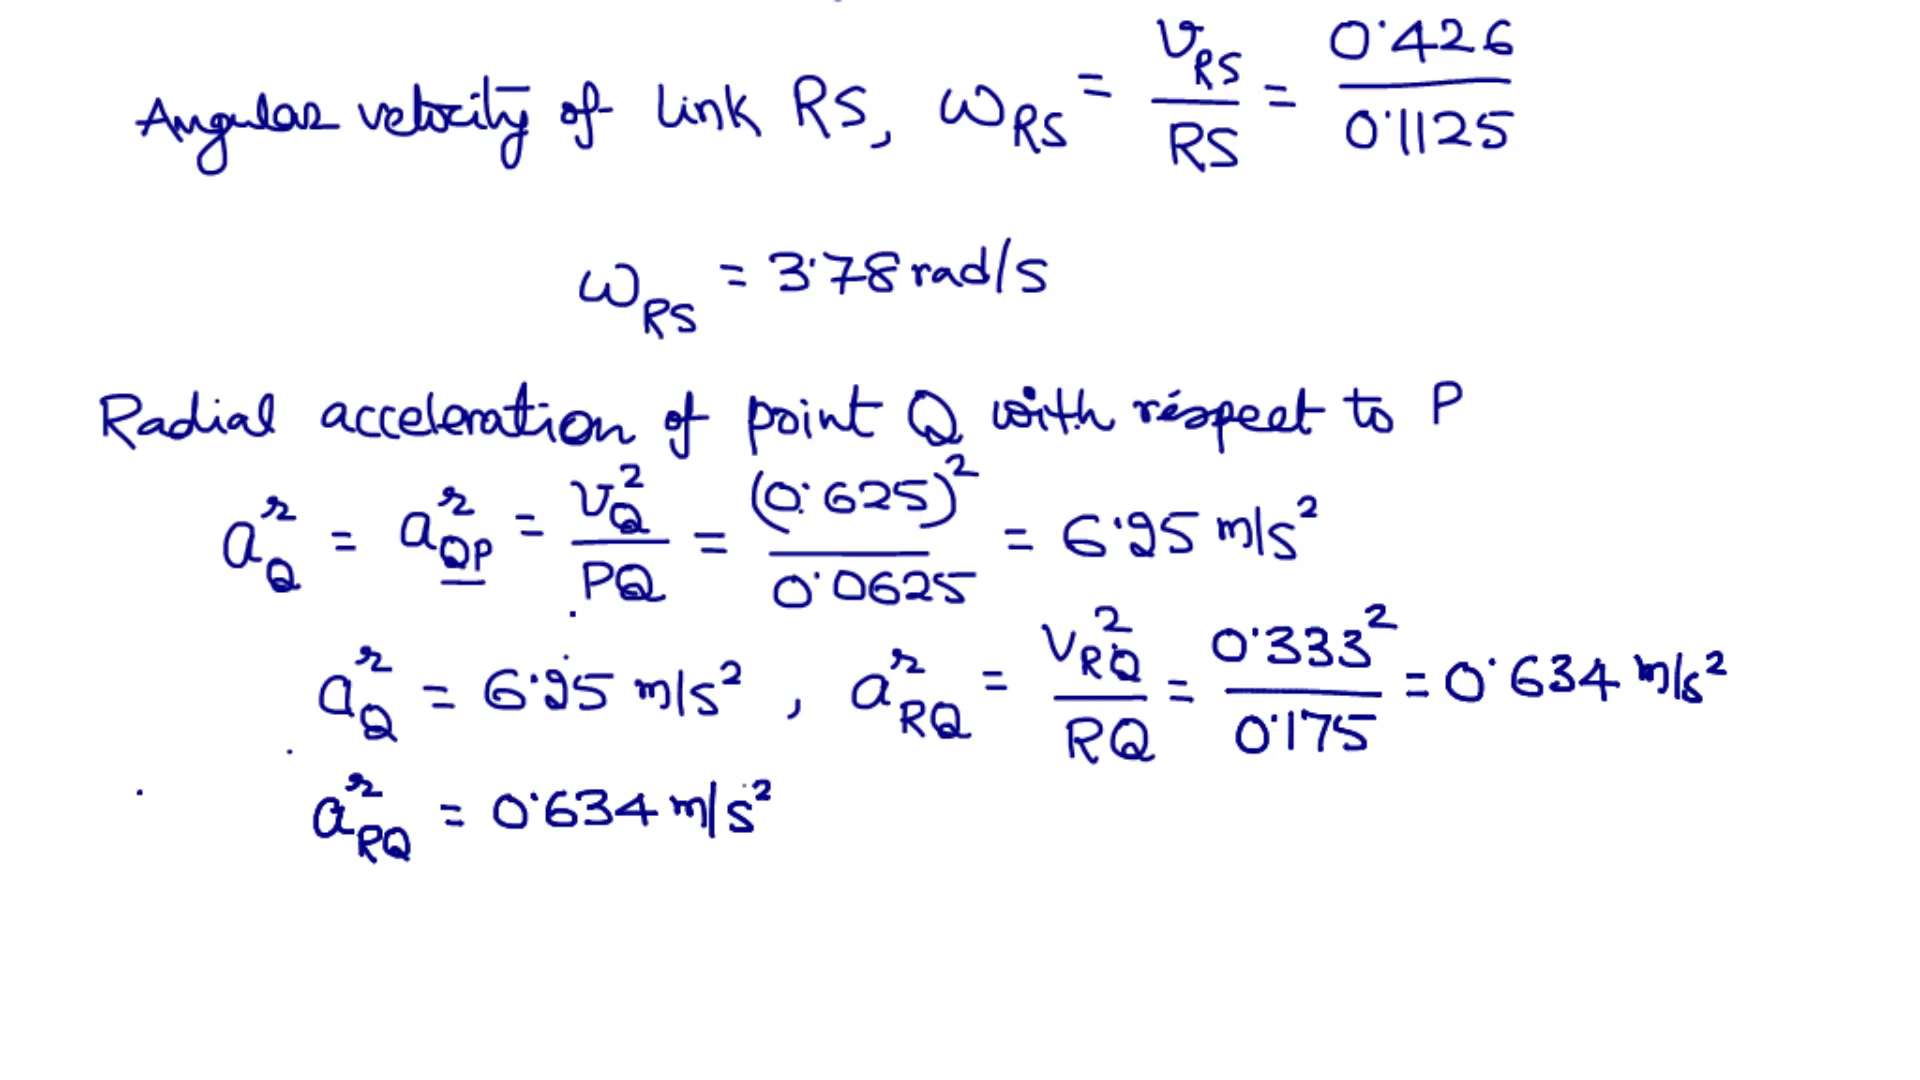 Angular velocity of link RS, ω_RS = v_RS / RS = 0.426 / 0.1125
ω_RS = 3.78 rad/s
Radial acceleration of point Q with respect to P
a^r_Q = a^r_QP = v_Q^2 / PQ = (0.625)^2 / 0.0625 = 6.25 m/s^2
a^r_Q = 6.25 m/s^2, a^r_RQ = v_RQ^2 / RQ = 0.333^2 / 0.175 = 0.634 m/s^2
a^r_RQ = 0.634 m/s^2